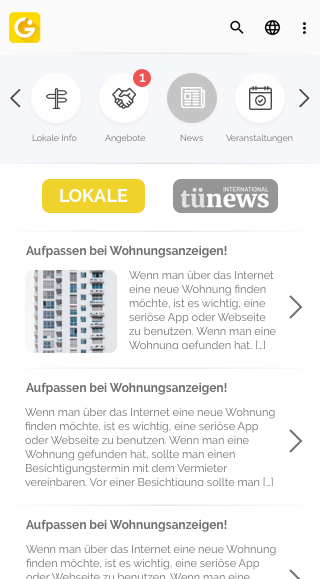 G
1
Lokale Info
Angebote
News
Veranstaltungen
LOKALE
INTERNATIONAL
tünews
Aufpassen bei Wohnungsanzeigen!
Wenn man über das Internet
eine neue Wohnung finden
möchte, ist es wichtig, eine
seriöse App oder Webseite
zu benutzen. Wenn man eine
Wohnung gefunden hat, [...]
Aufpassen bei Wohnungsanzeigen!
Wenn man über das Internet eine neue Wohnung
finden möchte, ist es wichtig, eine seriöse App
oder Webseite zu benutzen. Wenn man eine
Wohnung gefunden hat, sollte man einen
Besichtigungstermin mit dem Vermieter
vereinbaren. Vor einer Besichtigung sollte man [...]
Aufpassen bei Wohnungsanzeigen!
Wenn man über das Internet eine neue Wohnung
finden möchte, ist es wichtig, eine seriöse App
oder Webseite zu benutzen. Wenn man eine